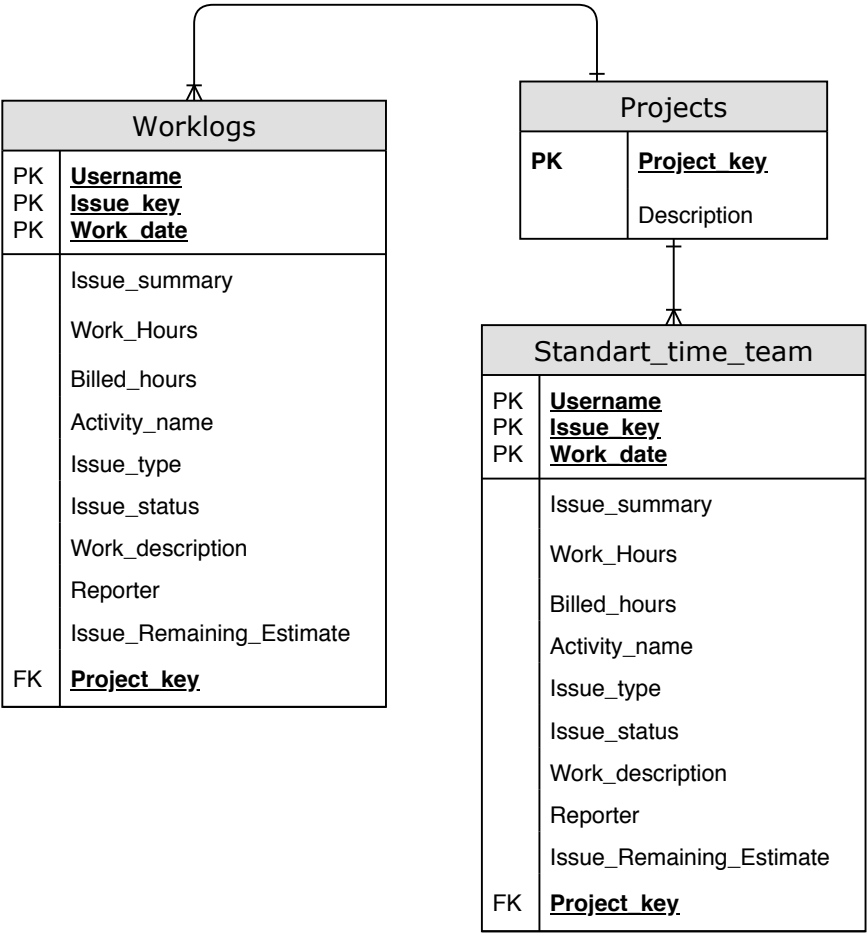 Worklogs
PK Username
PK Issue_key
PK Work_date
Issue_summary
Work_Hours
Billed_hours
Activity_name
Issue_type
Issue_status
Work_description
Reporter
Issue_Remaining_Estimate
FK Project_key
Projects
PK Project_key
Description
Standart_time_team
PK Username
PK Issue_key
PK Work_date
Issue_summary
Work_Hours
Billed_hours
Activity_name
Issue_type
Issue_status
Work_description
Reporter
Issue_Remaining_Estimate
FK Project_key